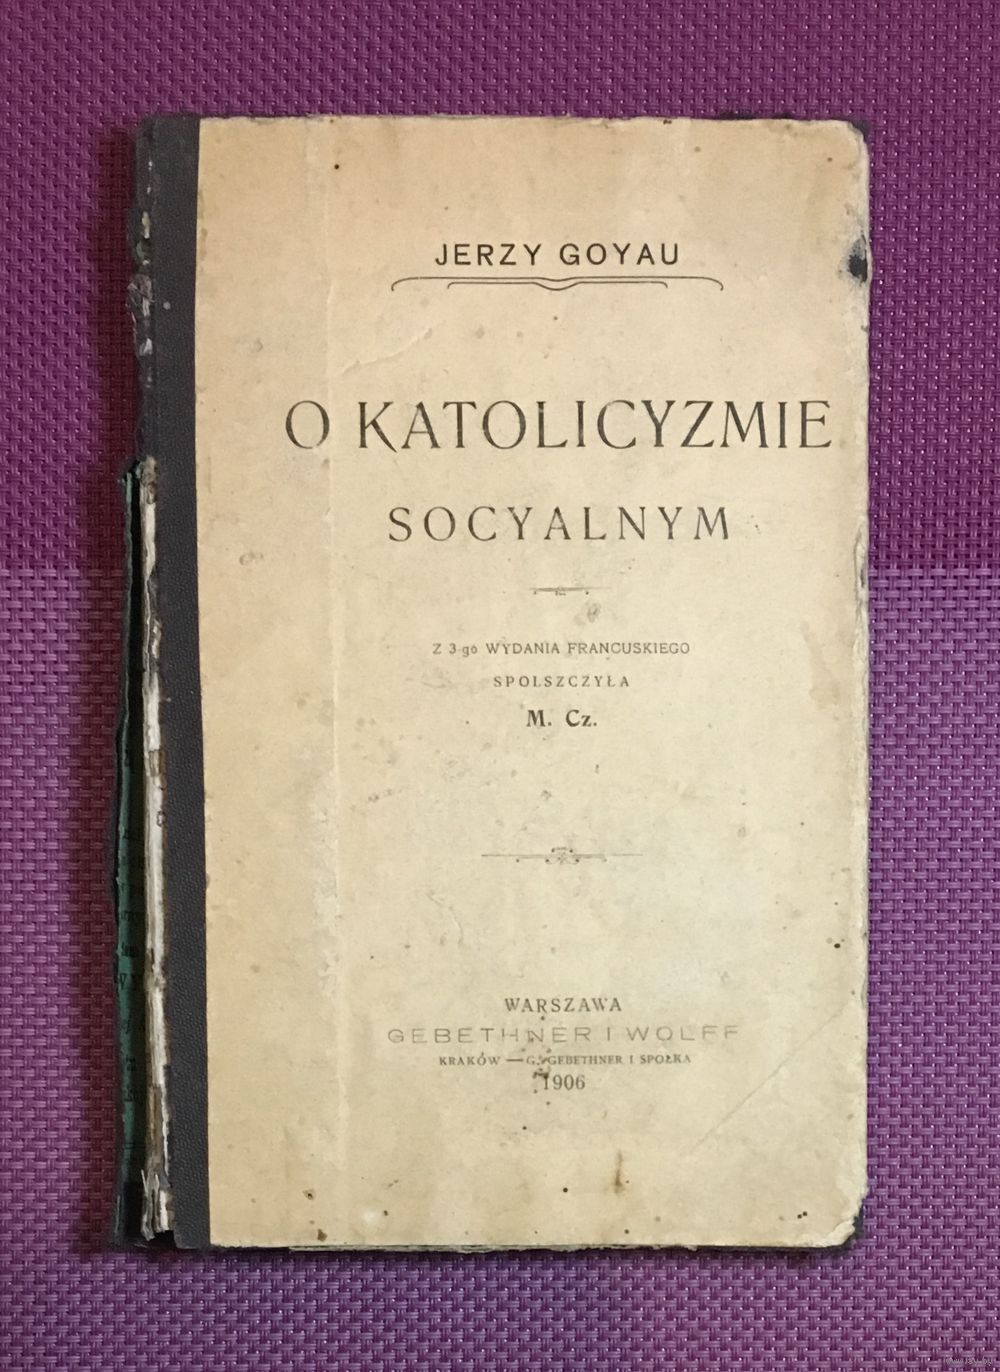 JERZY GOYAU
O KATOLICYZMIE
SOCYALNYM
Z 3-go WYDANIA FRANCUSKIEGO
SPOLSZCZYŁA
M. Cz.
WARSZAWA
GEBETHNER I WOLFF
KRAKÓW — G. GEBETHNER I SPÓŁKA
1906